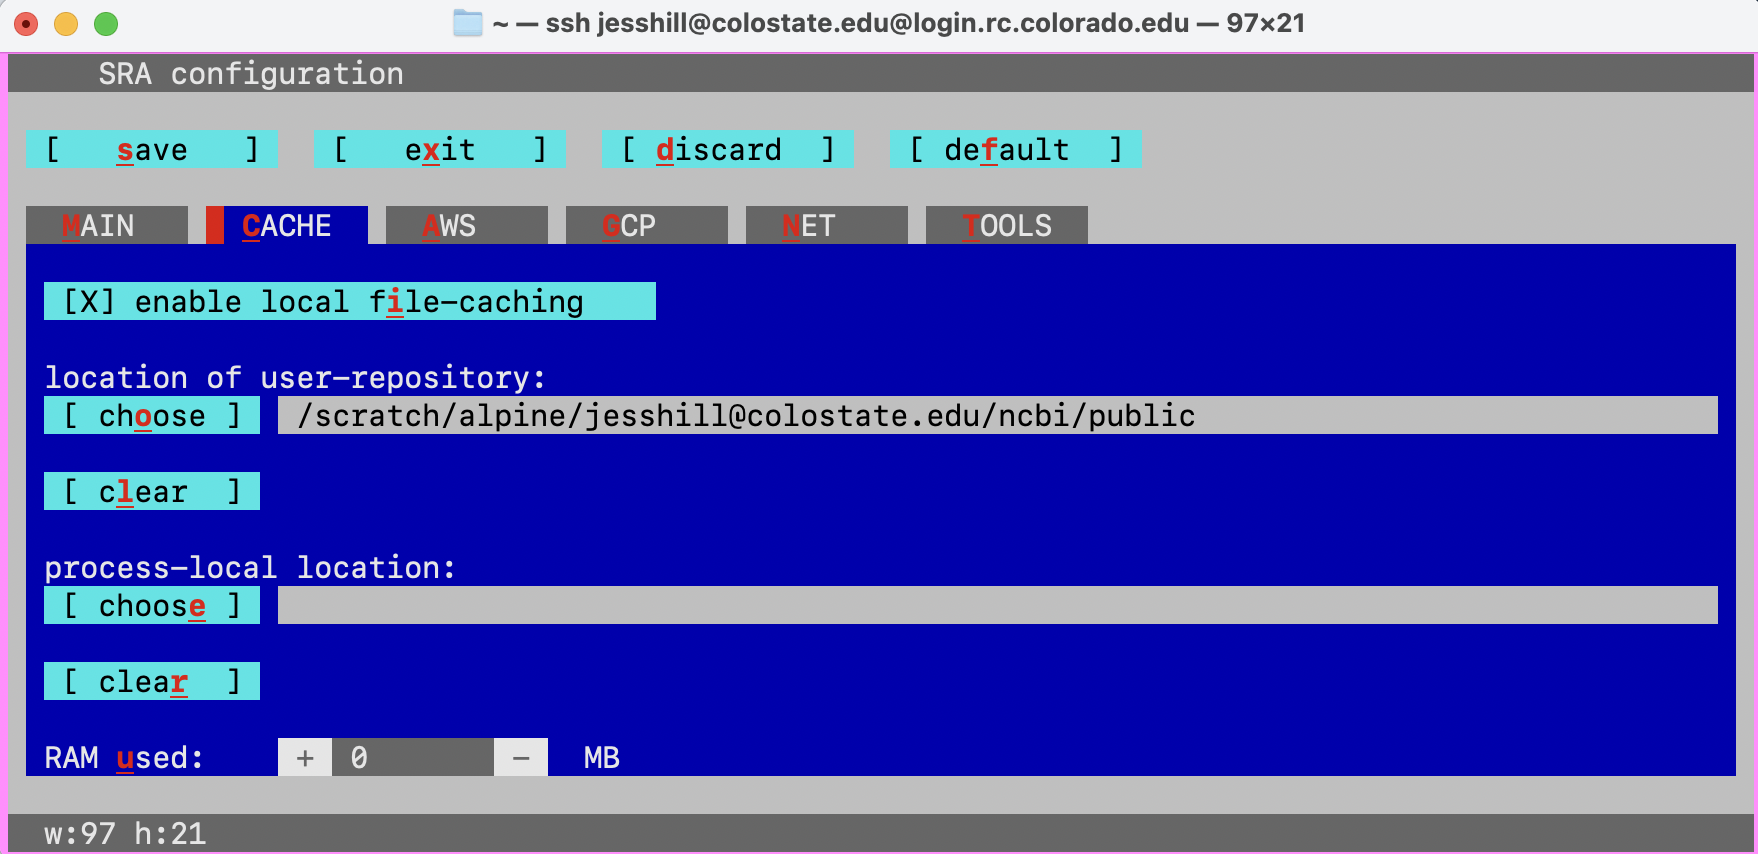 ~ — ssh jesshill@colostate.edu@login.rc.colorado.edu — 97×21
SRA configuration
[ save ] [ exit ] [ discard ] [ default ]
MAIN CACHE AWS GCP NET TOOLS
[X] enable local file-caching
location of user-repository:
[ choose ] /scratch/alpine/jesshill@colostate.edu/ncbi/public
[ clear ]
process-local location:
[ choose ]
[ clear ]
RAM used: + 0 − MB
w:97 h:21